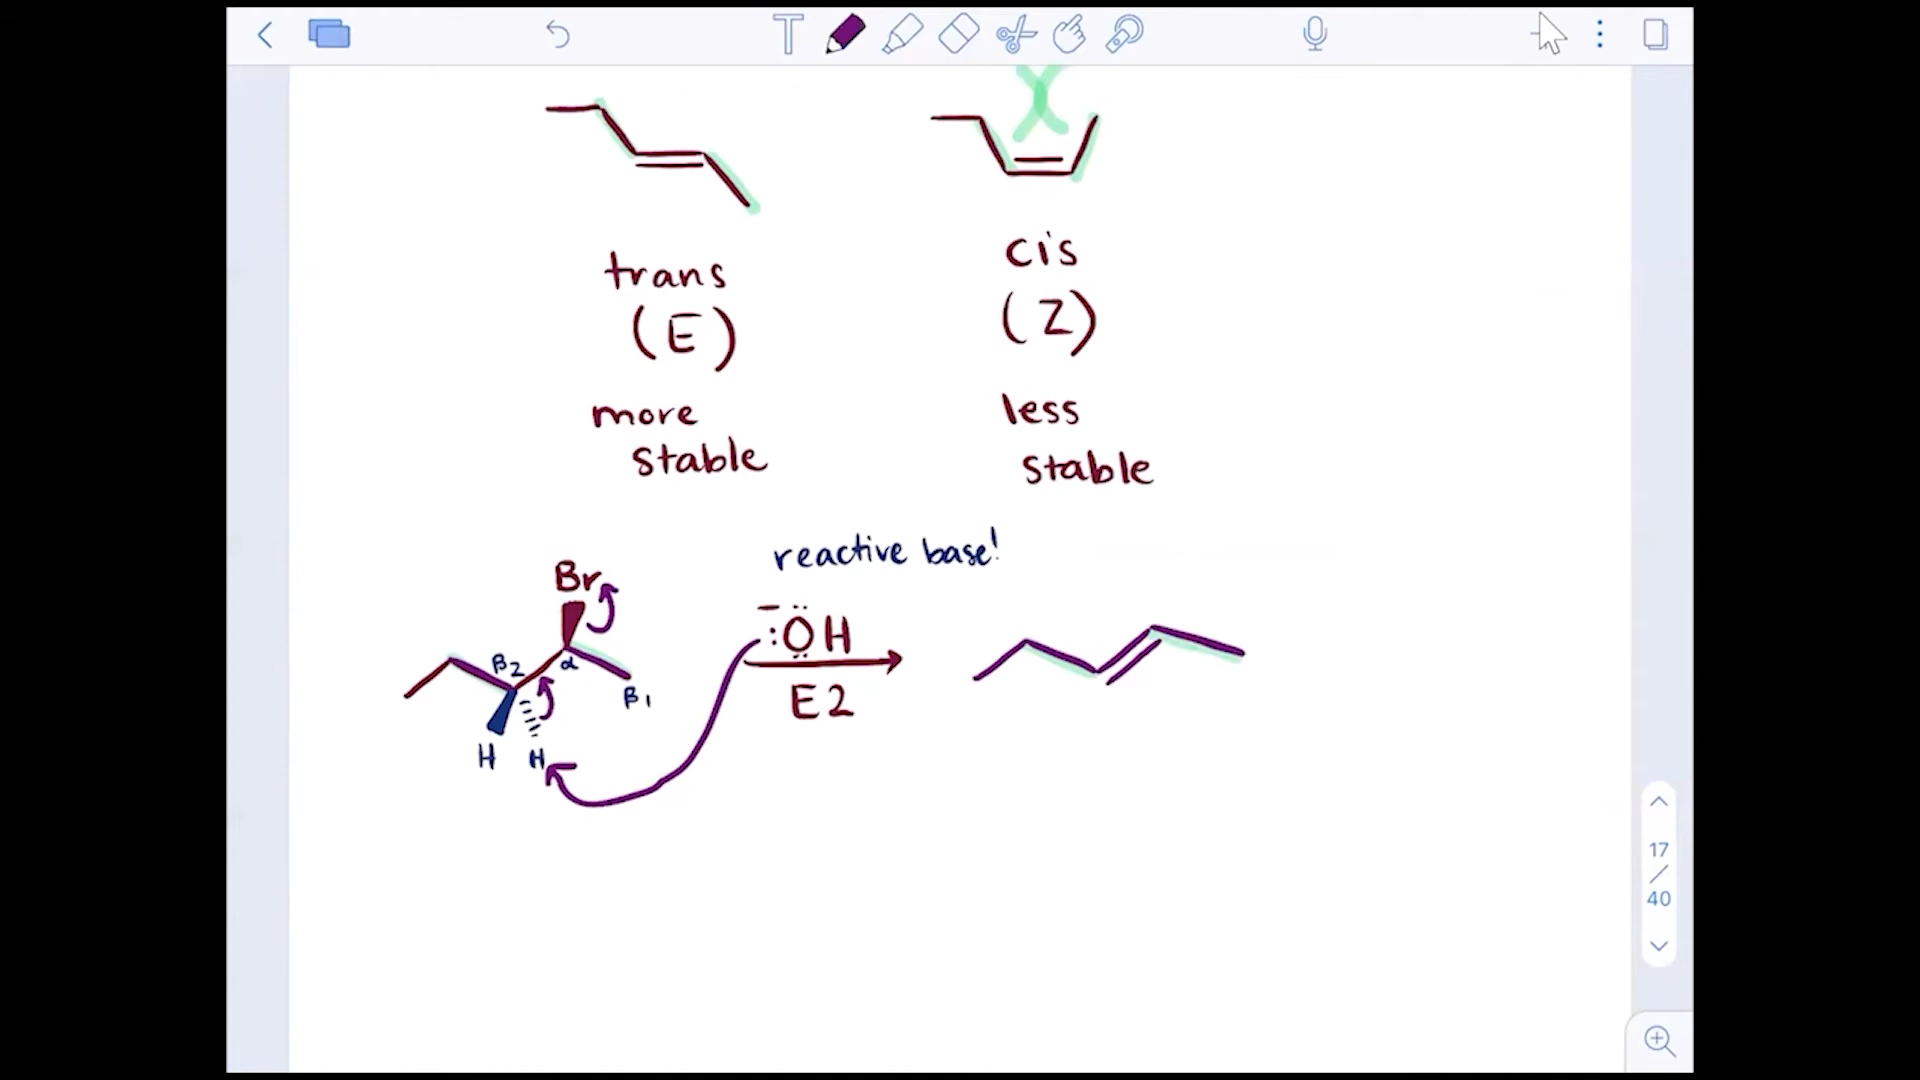 T
trans
(E)
more
stable
cis
(Z)
less
stable
reactive base!
Br
β2
α
β1
H
H
:ÖH
E2
17
/
40